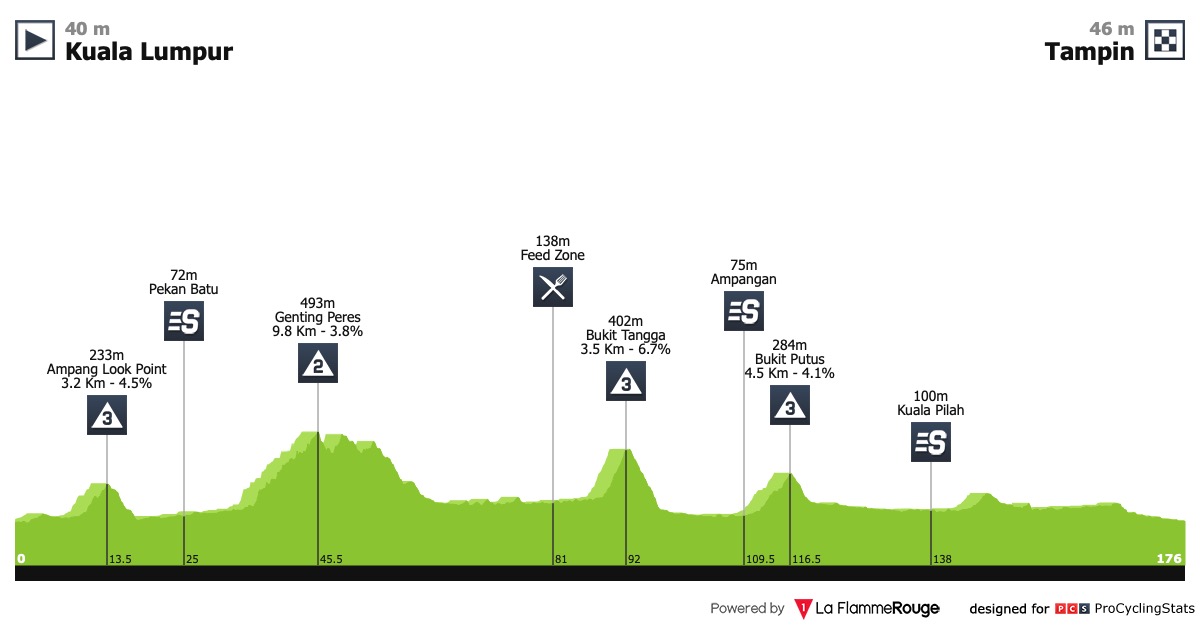 40 m
Kuala Lumpur
46 m
Tampin
233m
Ampang Look Point
3.2 Km - 4.5%
3
72m
Pekan Batu
S
493m
Genting Peres
9.8 Km - 3.8%
2
138m
Feed Zone
402m
Bukit Tangga
3.5 Km - 6.7%
3
75m
Ampangan
S
284m
Bukit Putus
4.5 Km - 4.1%
3
100m
Kuala Pilah
S
0
13.5
25
45.5
81
92
109.5
116.5
138
176
Powered by 1 La FlammeRouge designed for PCS ProCyclingStats